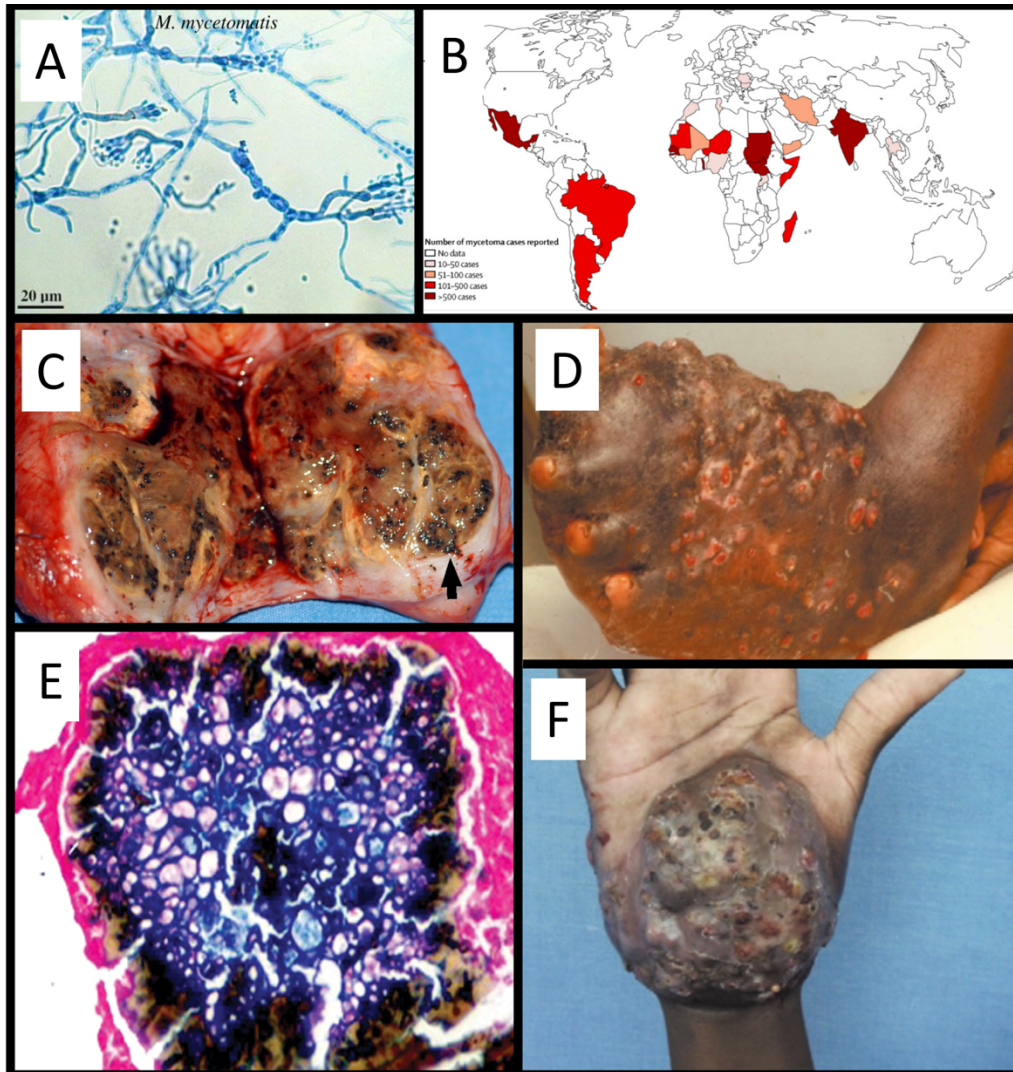 A
M. mycetomatis
20 µm
B
Number of mycetoma cases reported
No data
10–50 cases
51–100 cases
101–500 cases
>500 cases
C
D
E
F